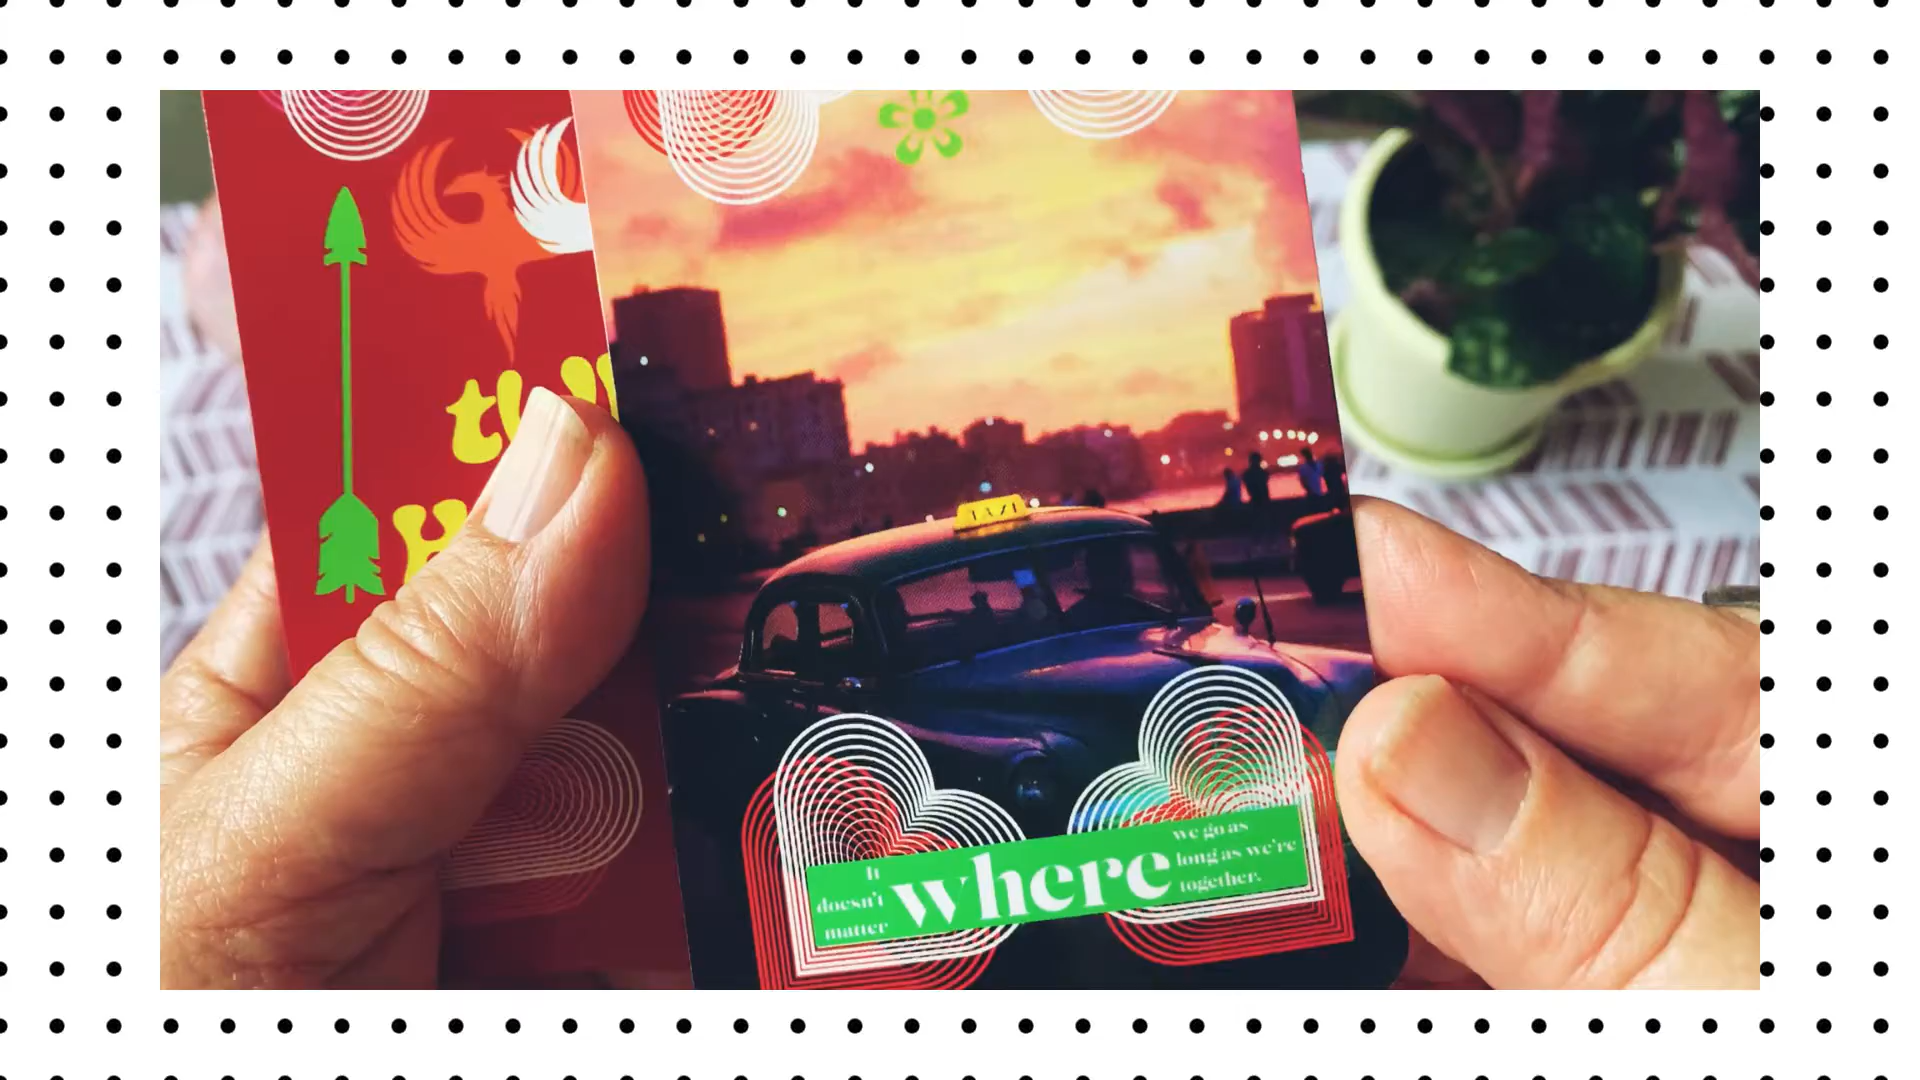 TAXI
It
doesn't
matter
where
we go as
long as we're
together.